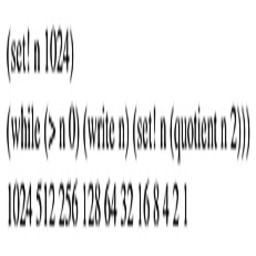 (set! n 1024)
(while (> n 0) (write n) (set! n (quotient n 2)))
1024 512 256 128 64 32 16 8 4 2 1